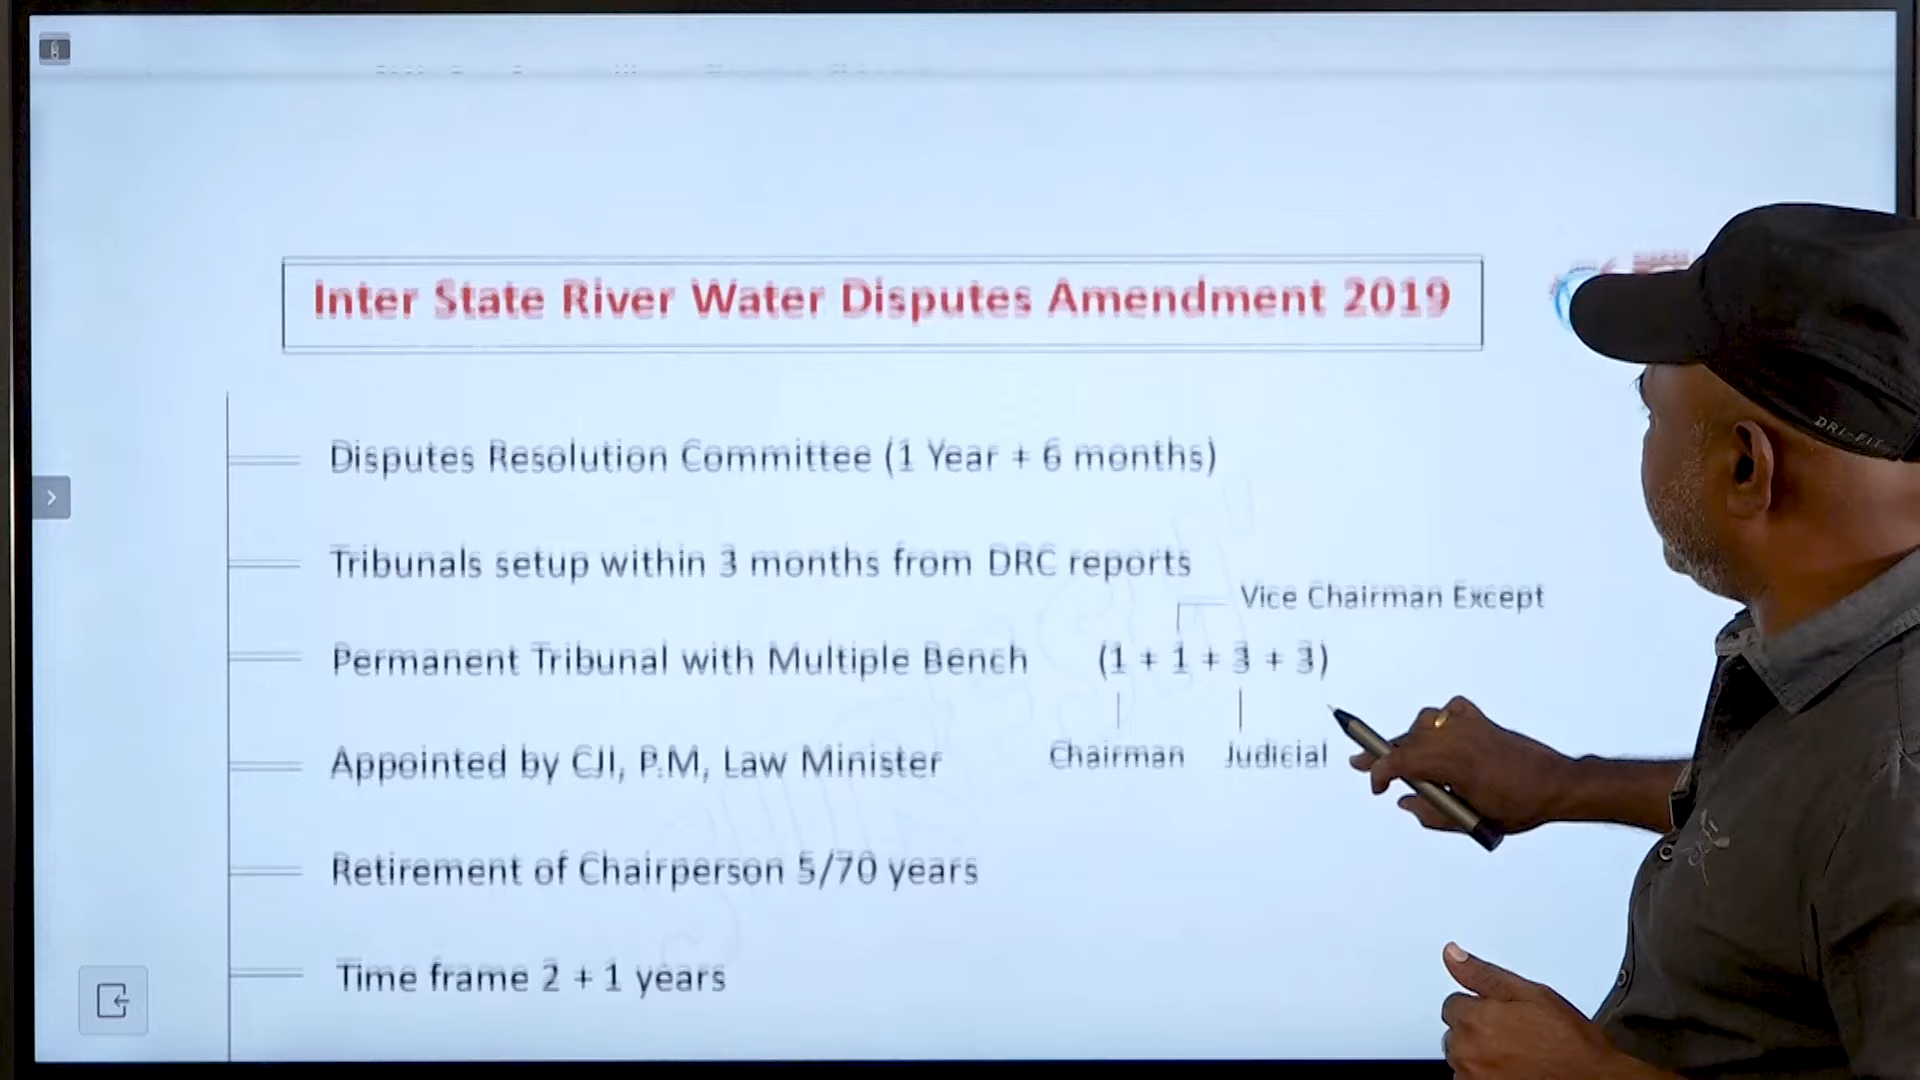 Inter State River Water Disputes Amendment 2019
Disputes Resolution Committee (1 Year + 6 months)
Tribunals setup within 3 months from DRC reports
Vice Chairman Except
Permanent Tribunal with Multiple Bench (1 + 1 + 3 + 3)
Appointed by CJI, P.M, Law Minister
Chairman Judicial
Retirement of Chairperson 5/70 years
Time frame 2 + 1 years
DRI-FIT